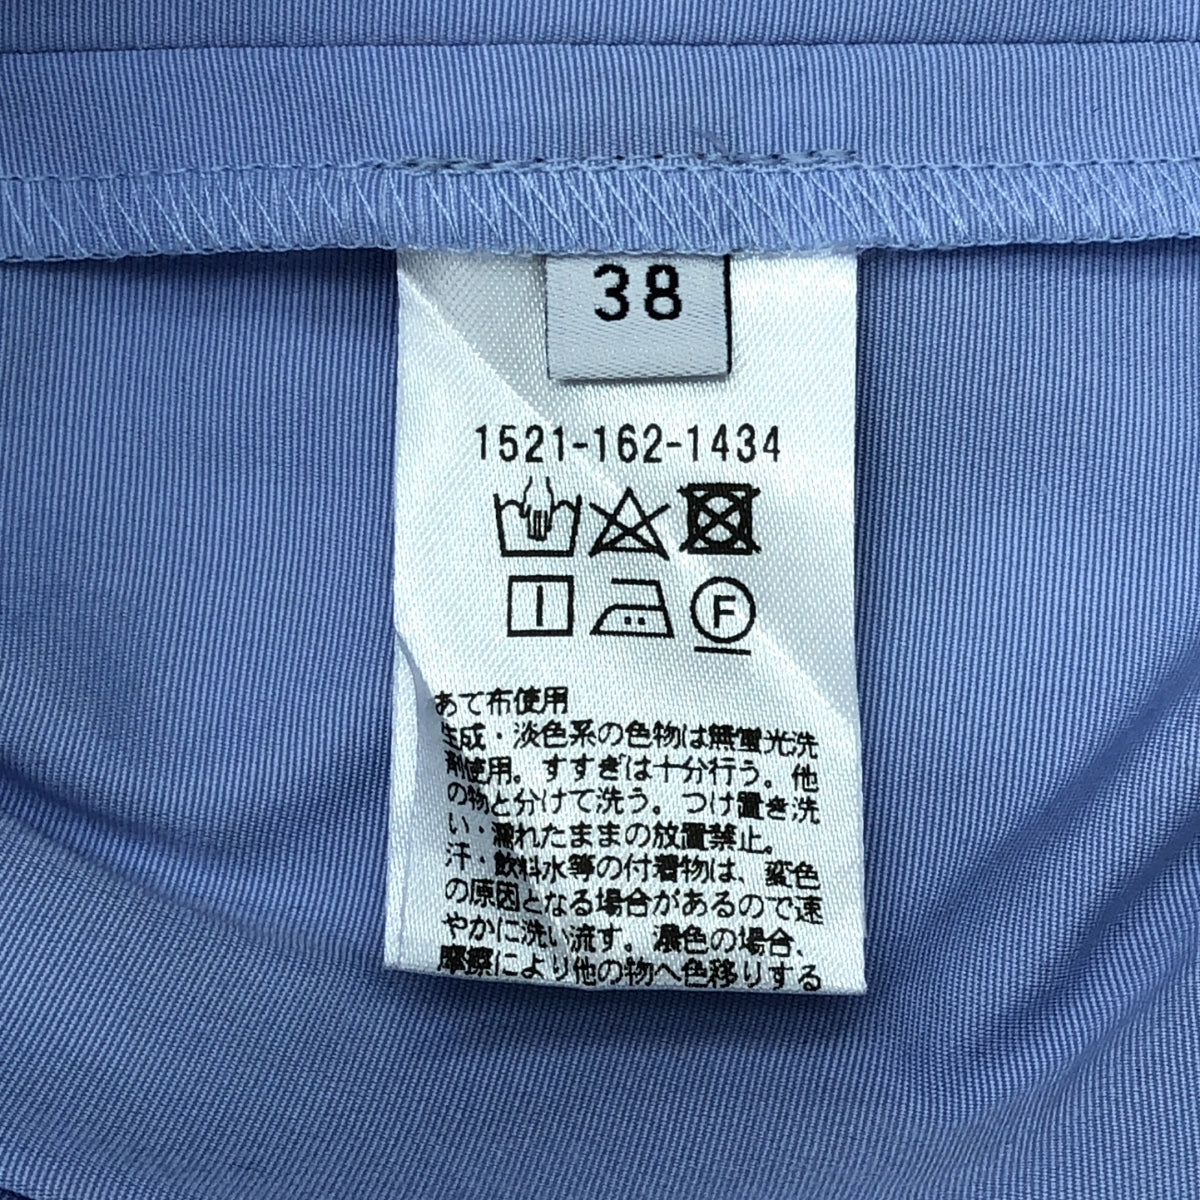 38
1521-162-1434
F
あて布使用
生成・淡色系の色物は無蛍光洗
剤使用。すすぎは十分行う。他
の物と分けて洗う。つけ置き洗
い・濡れたままの放置禁止。
汗・飲料水等の付着物は、変色
の原因となる場合があるので速
やかに洗い流す。濃色の場合、
摩擦により他の物へ色移りする